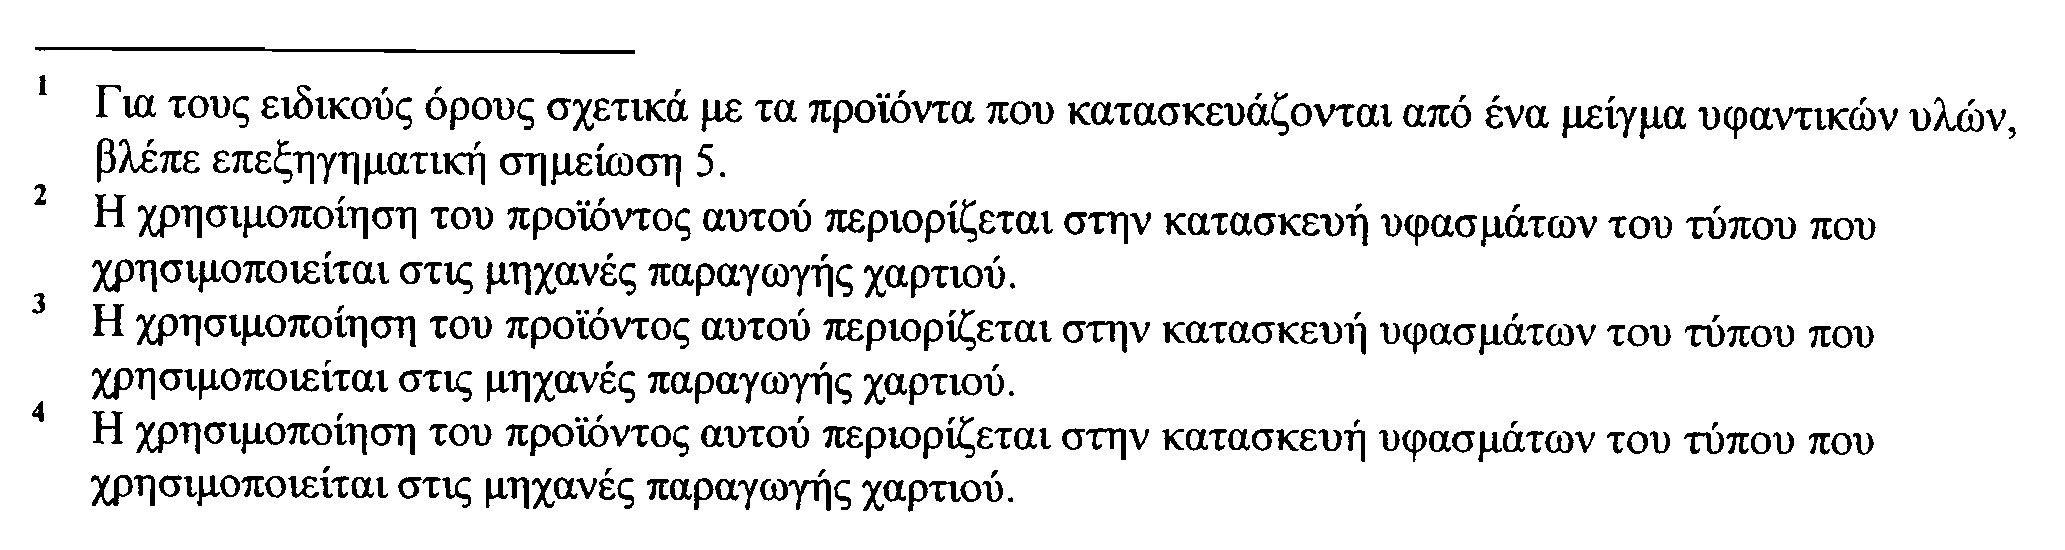 1 Για τους ειδικούς όρους σχετικά με τα προϊόντα που κατασκευάζονται από ένα μείγμα υφαντικών υλών,
βλέπε επεξηγηματική σημείωση 5.
2 Η χρησιμοποίηση του προϊόντος αυτού περιορίζεται στην κατασκευή υφασμάτων του τύπου που
χρησιμοποιείται στις μηχανές παραγωγής χαρτιού.
3 Η χρησιμοποίηση του προϊόντος αυτού περιορίζεται στην κατασκευή υφασμάτων του τύπου που
χρησιμοποιείται στις μηχανές παραγωγής χαρτιού.
4 Η χρησιμοποίηση του προϊόντος αυτού περιορίζεται στην κατασκευή υφασμάτων του τύπου που
χρησιμοποιείται στις μηχανές παραγωγής χαρτιού.